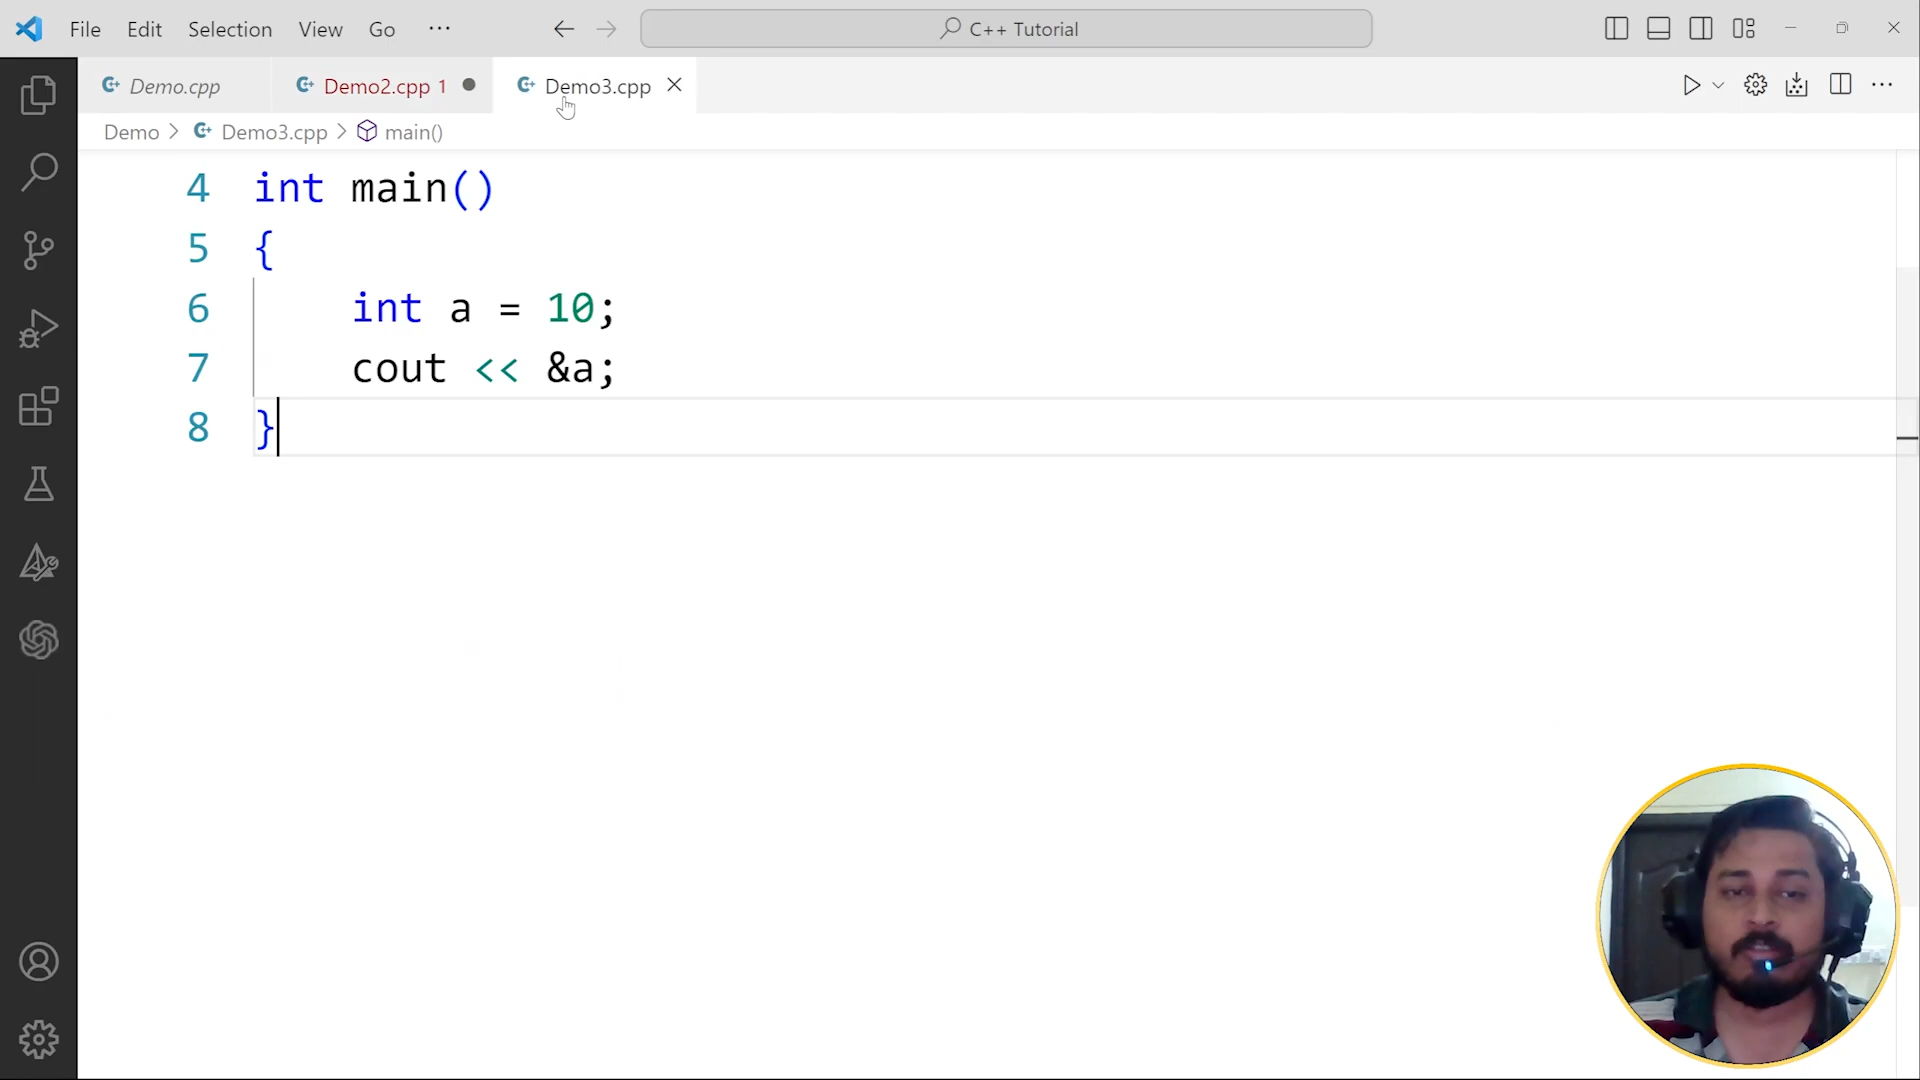 File Edit Selection View Go ··· C++ Tutorial
Demo.cpp Demo2.cpp 1 Demo3.cpp
Demo > Demo3.cpp > main()
4 int main()
5 {
6 int a = 10;
7 cout << &a;
8 }